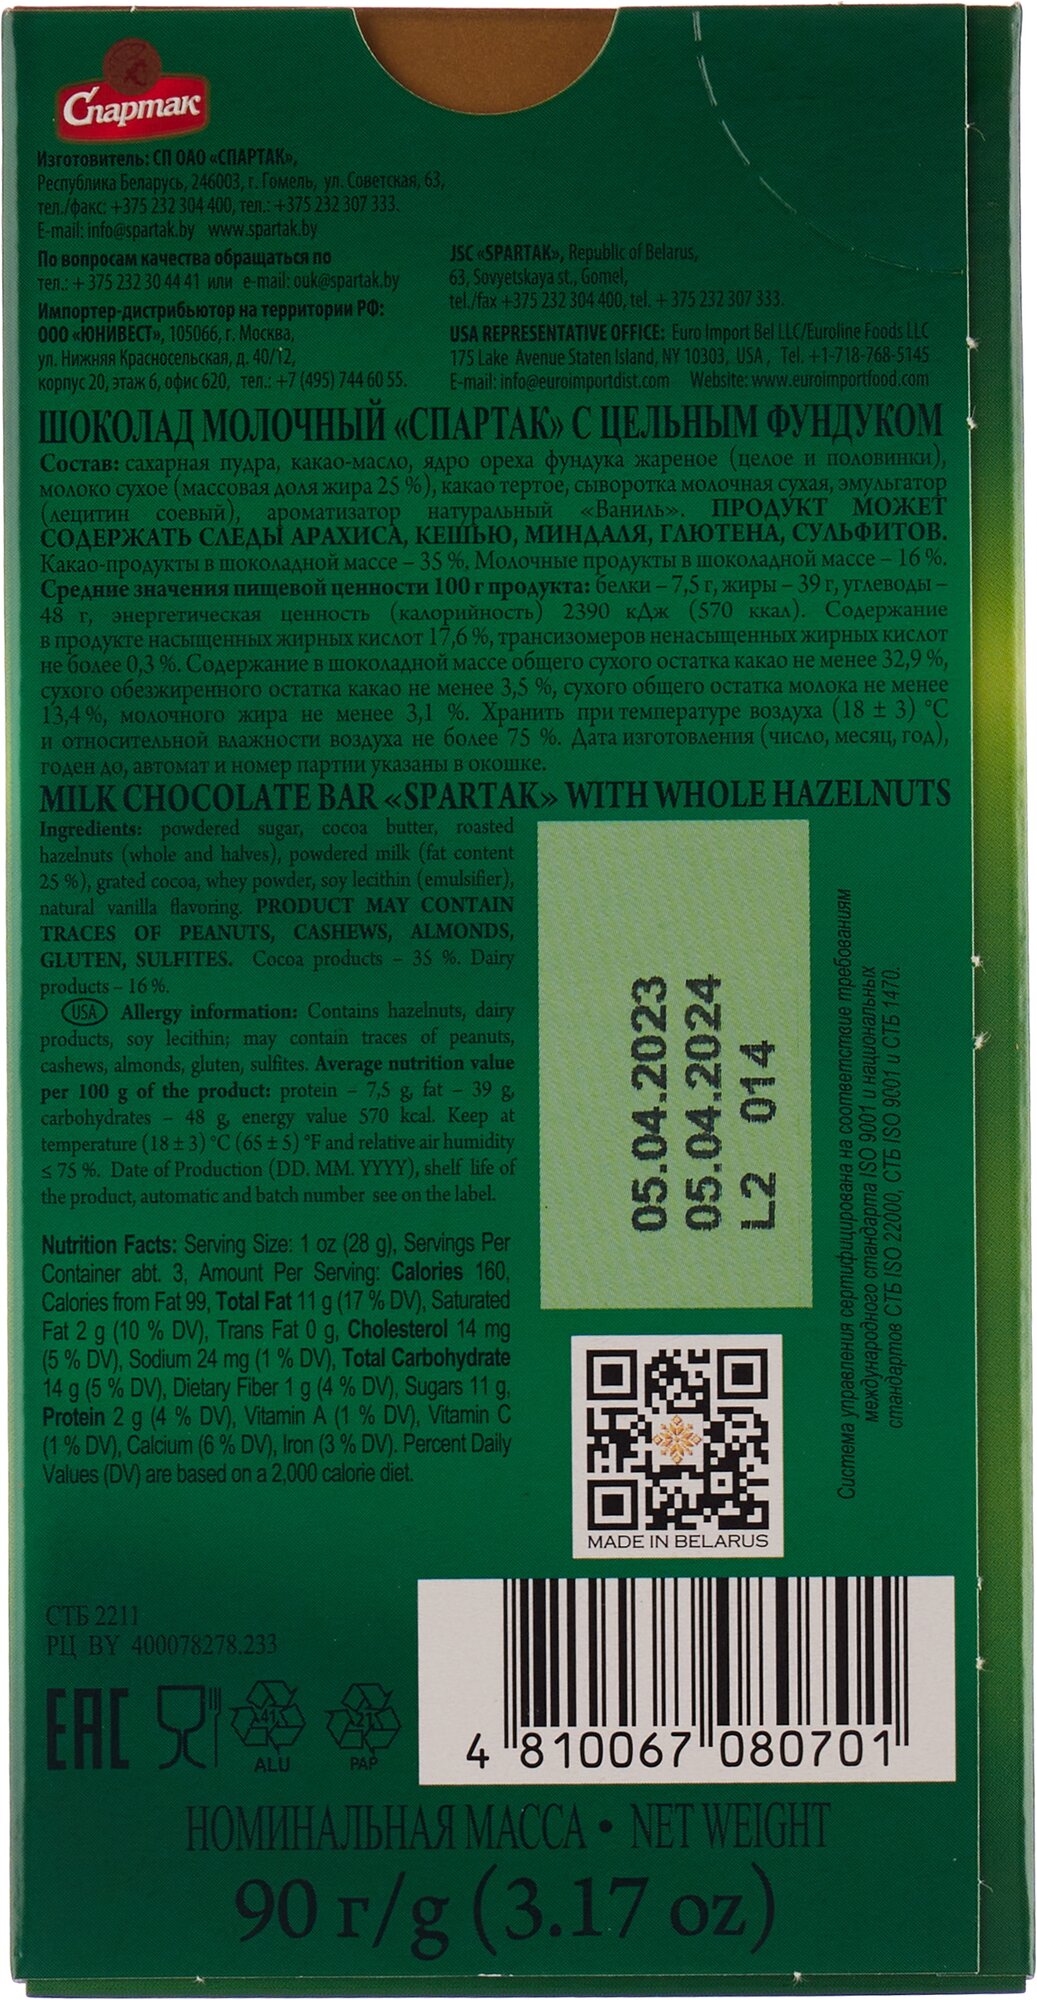 Спартак
Изготовитель: СП ОАО «СПАРТАК»,
Республика Беларусь, 246003, г. Гомель, ул. Советская, 63,
тел./факс: +375 232 304 400, тел.: +375 232 307 333.
E-mail: info@spartak.by www.spartak.by
По вопросам качества обращаться по
тел.: + 375 232 30 44 41 или e-mail: ouk@spartak.by
Импортер-дистрибьютор на территории РФ:
ООО «ЮНИВЕСТ», 105066, г. Москва,
ул. Нижняя Красносельская, д. 40/12,
корпус 20, этаж 6, офис 620, тел.: +7 (495) 744 60 55.
JSC «SPARTAK», Republic of Belarus,
63, Sovyetskaya st., Gomel,
tel./fax +375 232 304 400, tel. + 375 232 307 333.
USA REPRESENTATIVE OFFICE: Euro Import Bel LLC/Euroline Foods LLC
175 Lake Avenue Staten Island, NY 10303, USA, Tel. +1-718-768-5145
E-mail: info@euroimportdist.com Website: www.euroimportfood.com
ШОКОЛАД МОЛОЧНЫЙ «СПАРТАК» С ЦЕЛЬНЫМ ФУНДУКОМ
Состав: сахарная пудра, какао-масло, ядро ореха фундука жареное (целое и половинки),
молоко сухое (массовая доля жира 25 %), какао тертое, сыворотка молочная сухая, эмульгатор
(лецитин соевый), ароматизатор натуральный «Ваниль». ПРОДУКТ МОЖЕТ
СОДЕРЖАТЬ СЛЕДЫ АРАХИСА, КЕШЬЮ, МИНДАЛЯ, ГЛЮТЕНА, СУЛЬФИТОВ.
Какао-продукты в шоколадной массе – 35 %. Молочные продукты в шоколадной массе – 16 %.
Средние значения пищевой ценности 100 г продукта: белки – 7,5 г, жиры – 39 г, углеводы –
48 г, энергетическая ценность (калорийность) 2390 кДж (570 ккал). Содержание
в продукте насыщенных жирных кислот 17,6 %, трансизомеров ненасыщенных жирных кислот
не более 0,3 %. Содержание в шоколадной массе общего сухого остатка какао не менее 32,9 %,
сухого обезжиренного остатка какао не менее 3,5 %, сухого общего остатка молока не менее
13,4 %, молочного жира не менее 3,1 %. Хранить при температуре воздуха (18 ± 3) °С
и относительной влажности воздуха не более 75 %. Дата изготовления (число, месяц, год),
годен до, автомат и номер партии указаны в окошке.
MILK CHOCOLATE BAR «SPARTAK» WITH WHOLE HAZELNUTS
Ingredients: powdered sugar, cocoa butter, roasted
hazelnuts (whole and halves), powdered milk (fat content
25 %), grated cocoa, whey powder, soy lecithin (emulsifier),
natural vanilla flavoring. PRODUCT MAY CONTAIN
TRACES OF PEANUTS, CASHEWS, ALMONDS,
GLUTEN, SULFITES. Cocoa products – 35 %. Dairy
products – 16 %.
USA Allergy information: Contains hazelnuts, dairy
products, soy lecithin; may contain traces of peanuts,
cashews, almonds, gluten, sulfites. Average nutrition value
per 100 g of the product: protein – 7,5 g, fat – 39 g,
carbohydrates – 48 g, energy value 570 kcal. Keep at
temperature (18 ± 3) °C (65 ± 5) °F and relative air humidity
≤ 75 %. Date of Production (DD. MM. YYYY), shelf life of
the product, automatic and batch number see on the label.
Nutrition Facts: Serving Size: 1 oz (28 g), Servings Per
Container abt. 3, Amount Per Serving: Calories 160,
Calories from Fat 99, Total Fat 11 g (17 % DV), Saturated
Fat 2 g (10 % DV), Trans Fat 0 g, Cholesterol 14 mg
(5 % DV), Sodium 24 mg (1 % DV), Total Carbohydrate
14 g (5 % DV), Dietary Fiber 1 g (4 % DV), Sugars 11 g,
Protein 2 g (4 % DV), Vitamin A (1 % DV), Vitamin C
(1 % DV), Calcium (6 % DV), Iron (3 % DV). Percent Daily
Values (DV) are based on a 2,000 calorie diet.
05.04.2023
05.04.2024
L2 014
Система управления сертифицирована на соответствие требованиям
международного стандарта ISO 9001 и национальных
стандартов СТБ ISO 22000, СТБ ISO 9001 и СТБ 1470.
MADE IN BELARUS
СТБ 2211
РЦ BY 400078278.233
EAC
41
ALU
21
PAP
4 810067 080701
НОМИНАЛЬНАЯ МАССА • NET WEIGHT
90 г/g (3.17 oz)